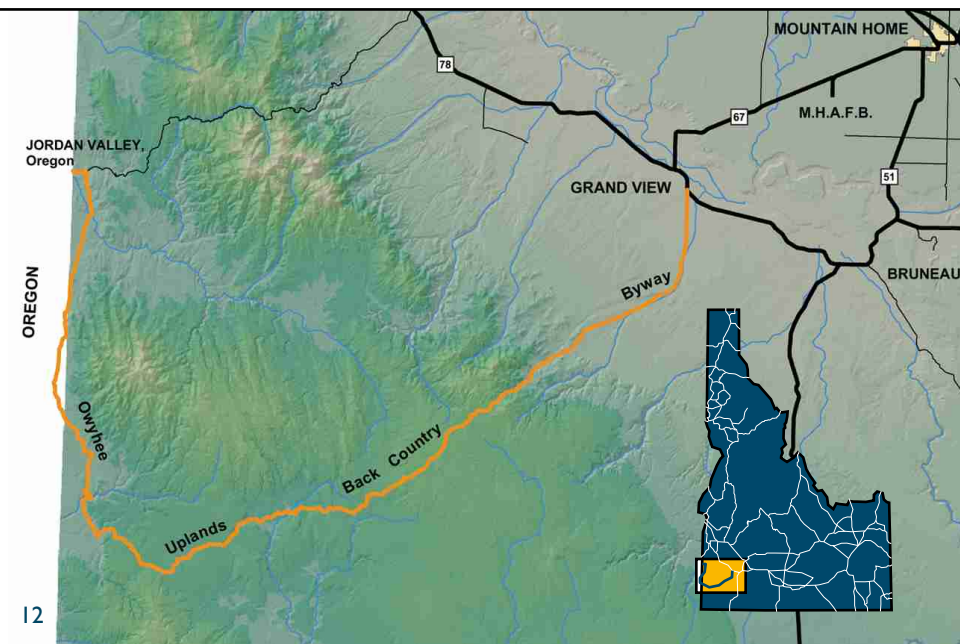 MOUNTAIN HOME
78
M.H.A.F.B.
67
JORDAN VALLEY,
Oregon
51
GRAND VIEW
OREGON
BRUNEAU
Byway
Owyhee
Back Country
Uplands
12